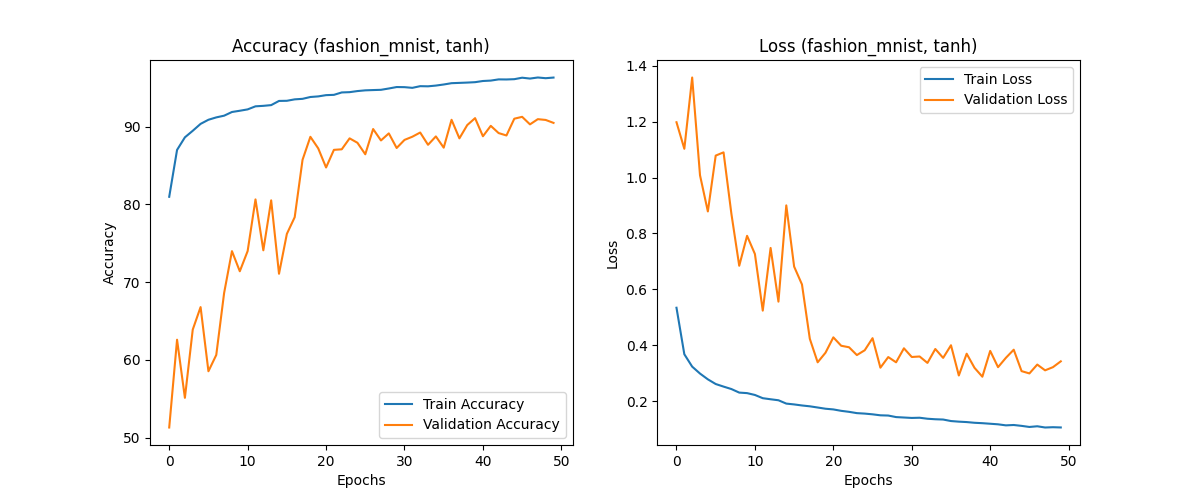 Accuracy (fashion_mnist, tanh)
Accuracy
90
80
70
60
50
0 10 20 30 40 50
Epochs
Train Accuracy
Validation Accuracy
Loss (fashion_mnist, tanh)
Loss
1.4
1.2
1.0
0.8
0.6
0.4
0.2
0 10 20 30 40 50
Epochs
Train Loss
Validation Loss